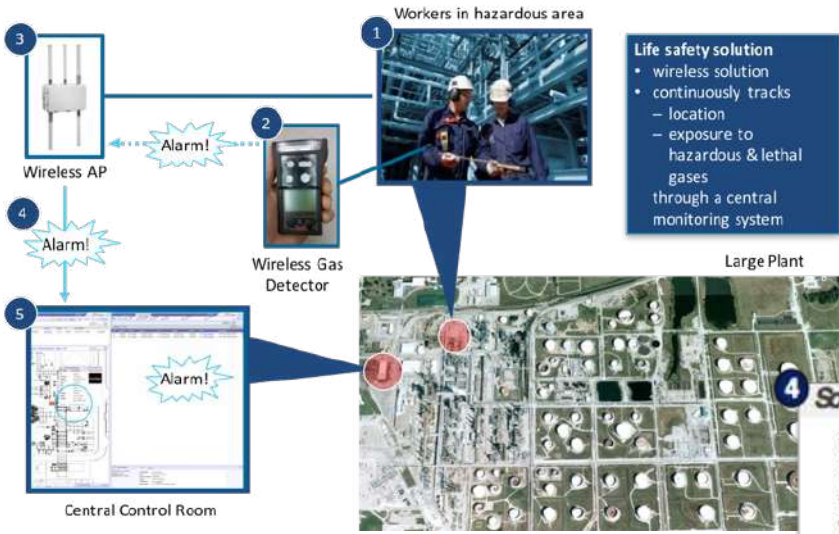 Workers in hazardous area
3
1
Life safety solution
• wireless solution
• continuously tracks
– location
– exposure to
hazardous & lethal
gases
through a central
monitoring system
2
Alarm!
Wireless AP
4
Alarm!
Wireless Gas
Detector
Large Plant
5
Alarm!
4
Central Control Room